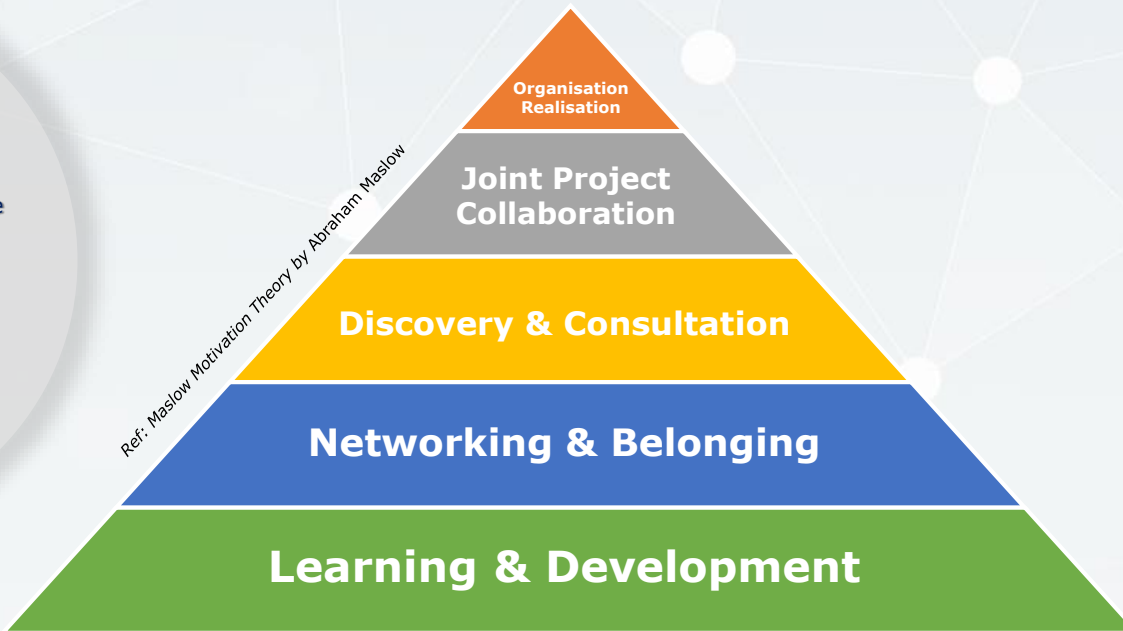 Organisation
Realisation
Joint Project
Collaboration
Ref: Maslow Motivation Theory by Abraham Maslow
Discovery & Consultation
Networking & Belonging
Learning & Development